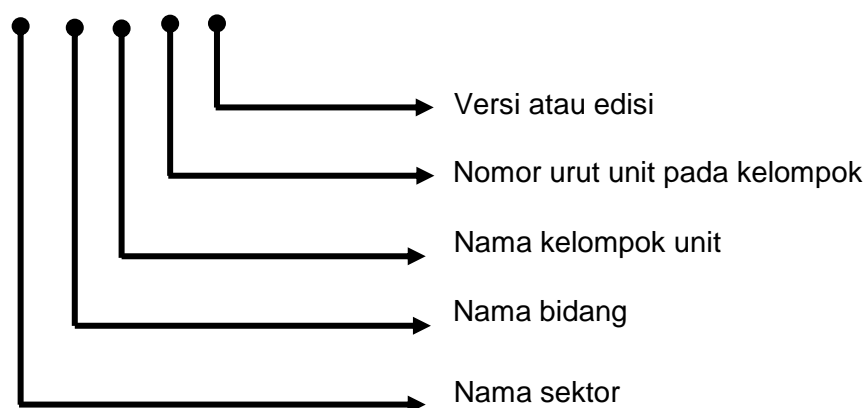 Versi atau edisi
Nomor urut unit pada kelompok
Nama kelompok unit
Nama bidang
Nama sektor